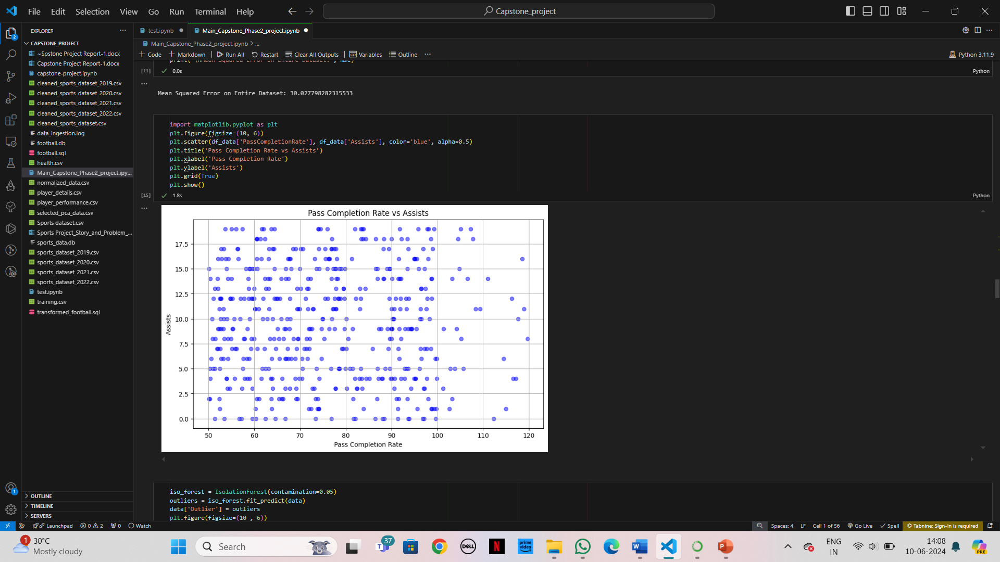 File Edit Selection View Go Run Terminal Help
Capstone_project
EXPLORER
CAPSTONE_PROJECT
~$pstone Project Report-1.docx
Capstone Project Report-1.docx
capstone-project.ipynb
cleaned_sports_dataset_2019.csv
cleaned_sports_dataset_2020.csv
cleaned_sports_dataset_2021.csv
cleaned_sports_dataset_2022.csv
cleaned_sports_dataset.csv
data_ingestion.log
football.db
football.sql
health.csv
Main_Capstone_Phase2_project.ipy...
normalized_data.csv
player_details.csv
player_performance.csv
selected_pca_data.csv
Sports dataset.csv
Sports Project_Story_and_Problem_...
sports_data.db
sports_dataset_2019.csv
sports_dataset_2020.csv
sports_dataset_2021.csv
sports_dataset_2022.csv
test.ipynb
training.csv
transformed_football.sql
OUTLINE
TIMELINE
SERVERS
2
1
test.ipynb
Main_Capstone_Phase2_project.ipynb
Main_Capstone_Phase2_project.ipynb > ...
+ Code + Markdown Run All Restart Clear All Outputs Variables Outline ...
Python 3.11.9
[11] 0.0s Python
Mean Squared Error on Entire Dataset: 30.027798282315533
import matplotlib.pyplot as plt
plt.figure(figsize=(10, 6))
plt.scatter(df_data['PassCompletionRate'], df_data['Assists'], color='blue', alpha=0.5)
plt.title('Pass Completion Rate vs Assists')
plt.xlabel('Pass Completion Rate')
plt.ylabel('Assists')
plt.grid(True)
plt.show()
[15] 1.8s Python
Pass Completion Rate vs Assists
17.5
15.0
12.5
10.0
7.5
5.0
2.5
0.0
Assists
50 60 70 80 90 100 110 120
Pass Completion Rate
iso_forest = IsolationForest(contamination=0.05)
outliers = iso_forest.fit_predict(data)
data['Outlier'] = outliers
plt.figure(figsize=(10 , 6))
Launchpad 0 2 0 Watch
Spaces: 4 LF Cell 1 of 56 Go Live Spell Tabnine: Sign-in is required
1
30°C
Mostly cloudy
Search
37
DELL
N
prime video
W
P
ENG
IN
14:08
10-06-2024
PRE